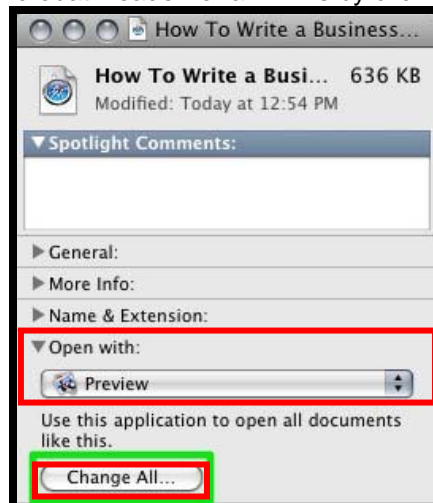 How To Write a Business...
How To Write a Busi... 636 KB
Modified: Today at 12:54 PM
Spotlight Comments:
General:
More Info:
Name & Extension:
Open with:
Preview
Use this application to open all documents
like this.
Change All...